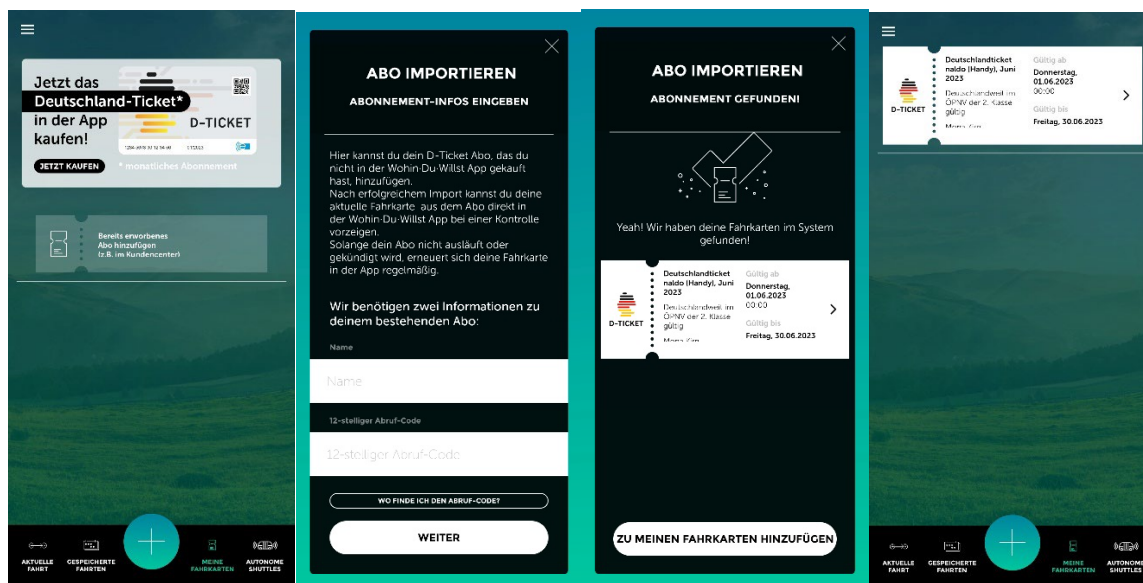 Jetzt das
Deutschland-Ticket*
in der App
kaufen!
D-TICKET
JETZT KAUFEN
* monatliches Abonnement
Bereits erworbenes
Abo hinzufügen
(z.B. im Kundencenter)
AKTUELLE
FAHRT
GESPEICHERTE
FAHRTEN
MEINE
FAHRKARTEN
AUTONOME
SHUTTLES
ABO IMPORTIEREN
ABONNEMENT-INFOS EINGEBEN
Hier kannst du dein D-Ticket Abo, das du
nicht in der Wohin·Du·Willst App gekauft
hast, hinzufügen.
Nach erfolgreichem Import kannst du deine
aktuelle Fahrkarte aus dem Abo direkt in
der Wohin·Du·Willst App bei einer Kontrolle
vorzeigen.
Solange dein Abo nicht ausläuft oder
gekündigt wird, erneuert sich deine Fahrkarte
in der App regelmäßig.
Wir benötigen zwei Informationen zu
deinem bestehenden Abo:
Name
Name
12-stelliger Abruf-Code
12-stelliger Abruf-Code
WO FINDE ICH DEN ABRUF-CODE?
WEITER
ABO IMPORTIEREN
ABONNEMENT GEFUNDEN!
Yeah! Wir haben deine Fahrkarten im System
gefunden!
D-TICKET
Deutschlandticket
naldo (Handy), Juni
2023
Deutschlandweit im
ÖPNV der 2. Klasse
gültig
Gültig ab
Donnerstag,
01.06.2023
00:00
Gültig bis
Freitag, 30.06.2023
ZU MEINEN FAHRKARTEN HINZUFÜGEN
D-TICKET
Deutschlandticket
naldo (Handy), Juni
2023
Deutschlandweit im
ÖPNV der 2. Klasse
gültig
Gültig ab
Donnerstag,
01.06.2023
00:00
Gültig bis
Freitag, 30.06.2023
AKTUELLE
FAHRT
GESPEICHERTE
FAHRTEN
MEINE
FAHRKARTEN
AUTONOME
SHUTTLES